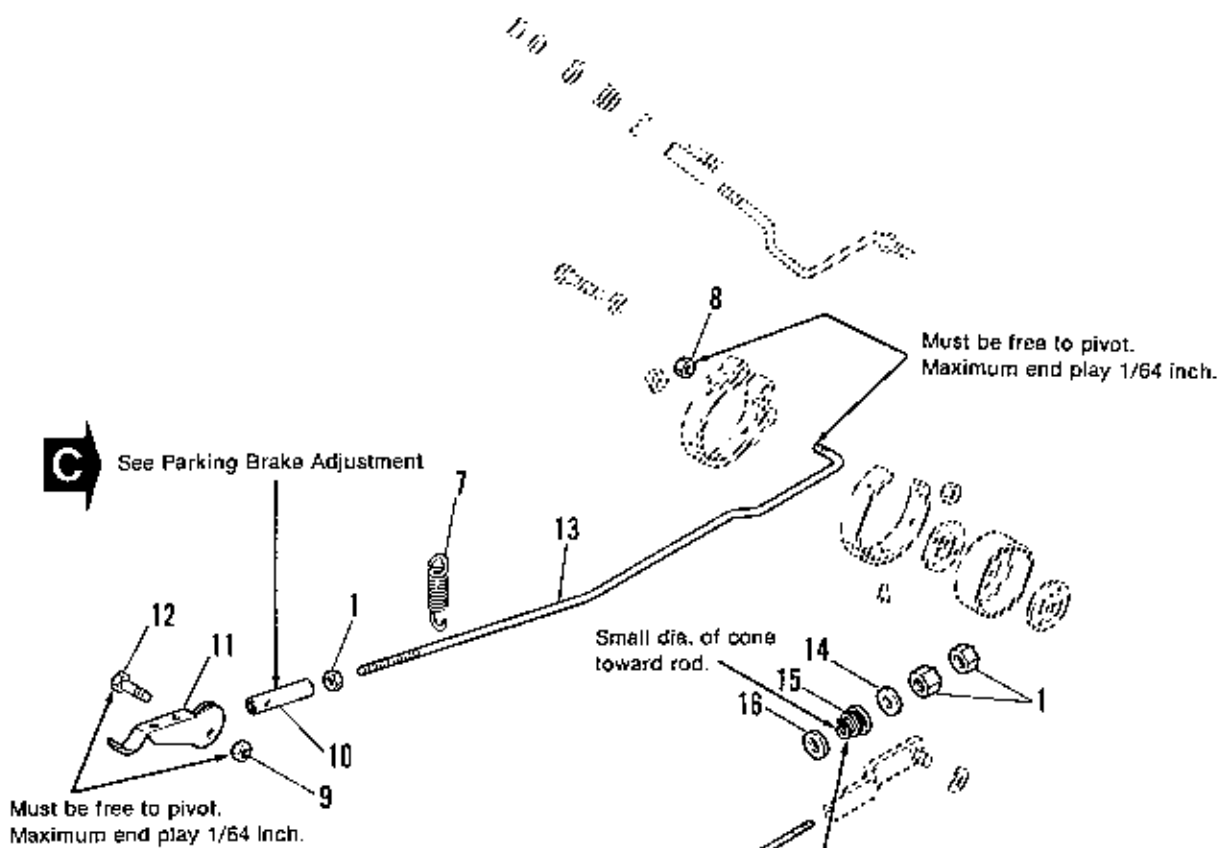 8
Must be free to pivot.
Maximum end play 1/64 inch.
C
See Parking Brake Adjustment
7
13
12
11
1
Small dia. of cone
toward rod.
14
15
16
1
10
9
Must be free to pivot.
Maximum end play 1/64 inch.